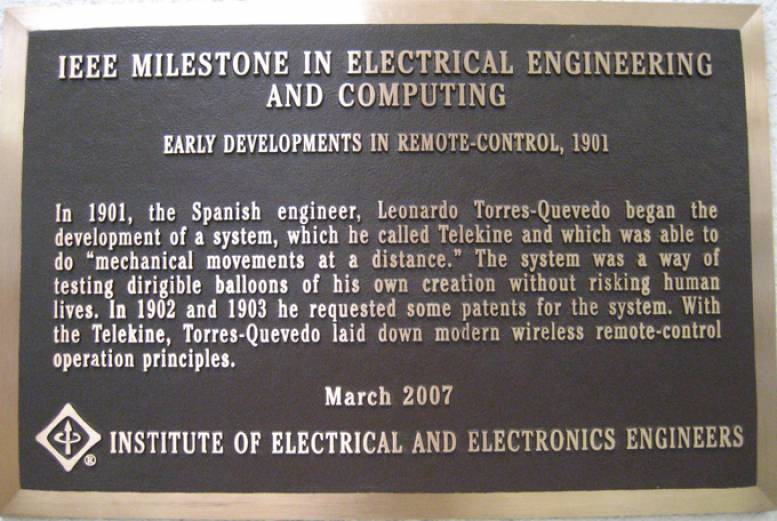 IEEE MILESTONE IN ELECTRICAL ENGINEERING
AND COMPUTING
EARLY DEVELOPMENTS IN REMOTE-CONTROL, 1901
In 1901, the Spanish engineer, Leonardo Torres-Quevedo began the
development of a system, which he called Telekine and which was able to
do “mechanical movements at a distance.” The system was a way of
testing dirigible balloons of his own creation without risking human
lives. In 1902 and 1903 he requested some patents for the system. With
the Telekine, Torres-Quevedo laid down modern wireless remote-control
operation principles.
March 2007
® INSTITUTE OF ELECTRICAL AND ELECTRONICS ENGINEERS